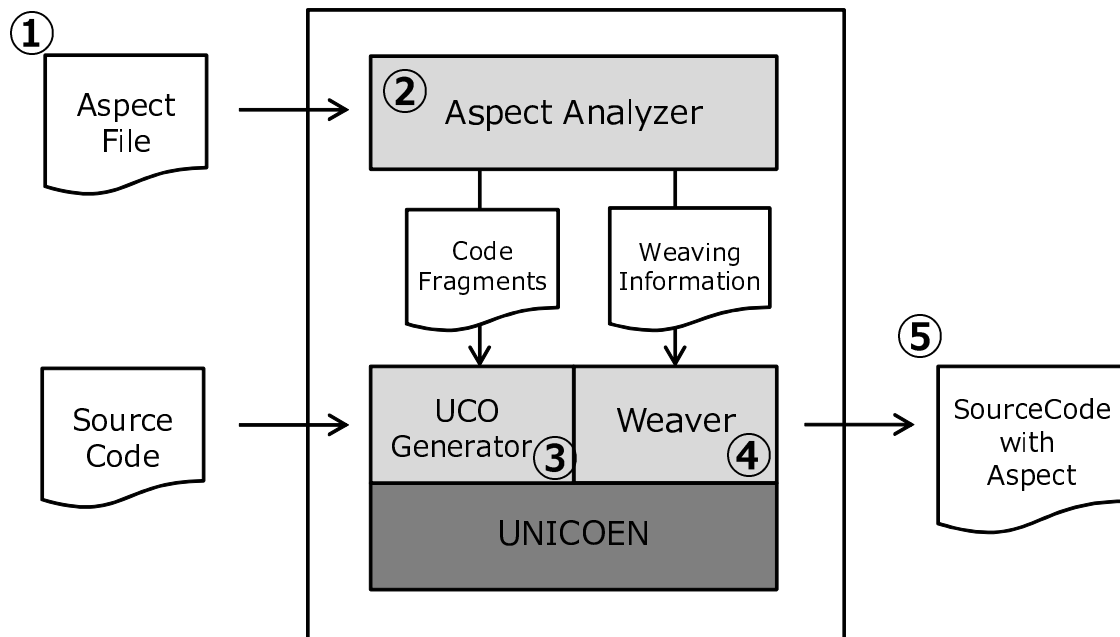 ①
Aspect
File
②
Aspect Analyzer
Code
Fragments
Weaving
Information
Source
Code
UCO
Generator
③
Weaver
④
UNICOEN
⑤
SourceCode
with
Aspect